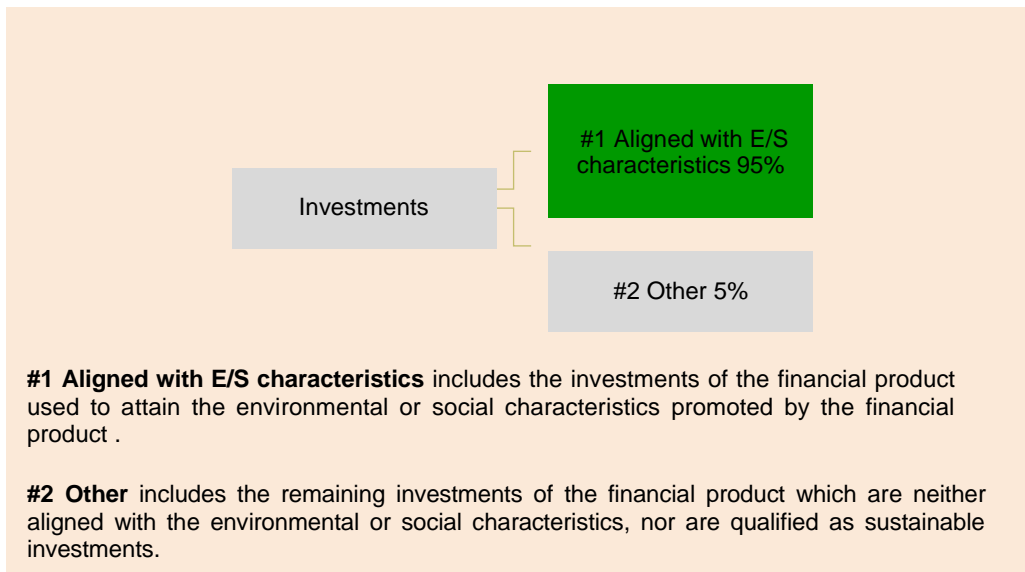 #1 Aligned with E/S
characteristics 95%
Investments
#2 Other 5%
#1 Aligned with E/S characteristics includes the investments of the financial product
used to attain the environmental or social characteristics promoted by the financial
product .
#2 Other includes the remaining investments of the financial product which are neither
aligned with the environmental or social characteristics, nor are qualified as sustainable
investments.